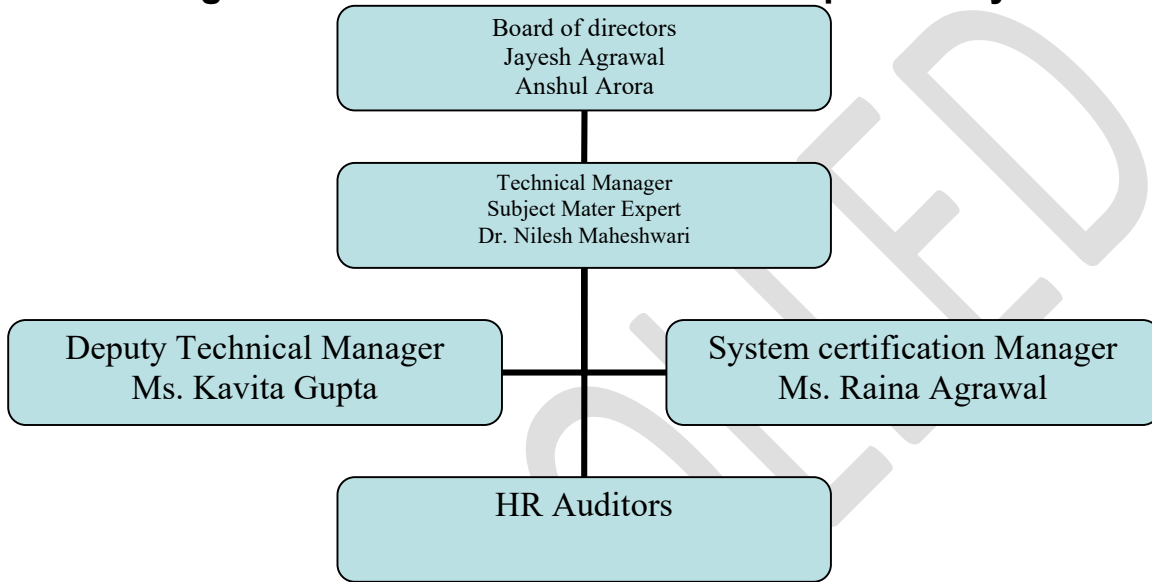 Board of directors
Jayesh Agrawal
Anshul Arora
Technical Manager
Subject Mater Expert
Dr. Nilesh Maheshwari
Deputy Technical Manager
Ms. Kavita Gupta
System certification Manager
Ms. Raina Agrawal
HR Auditors